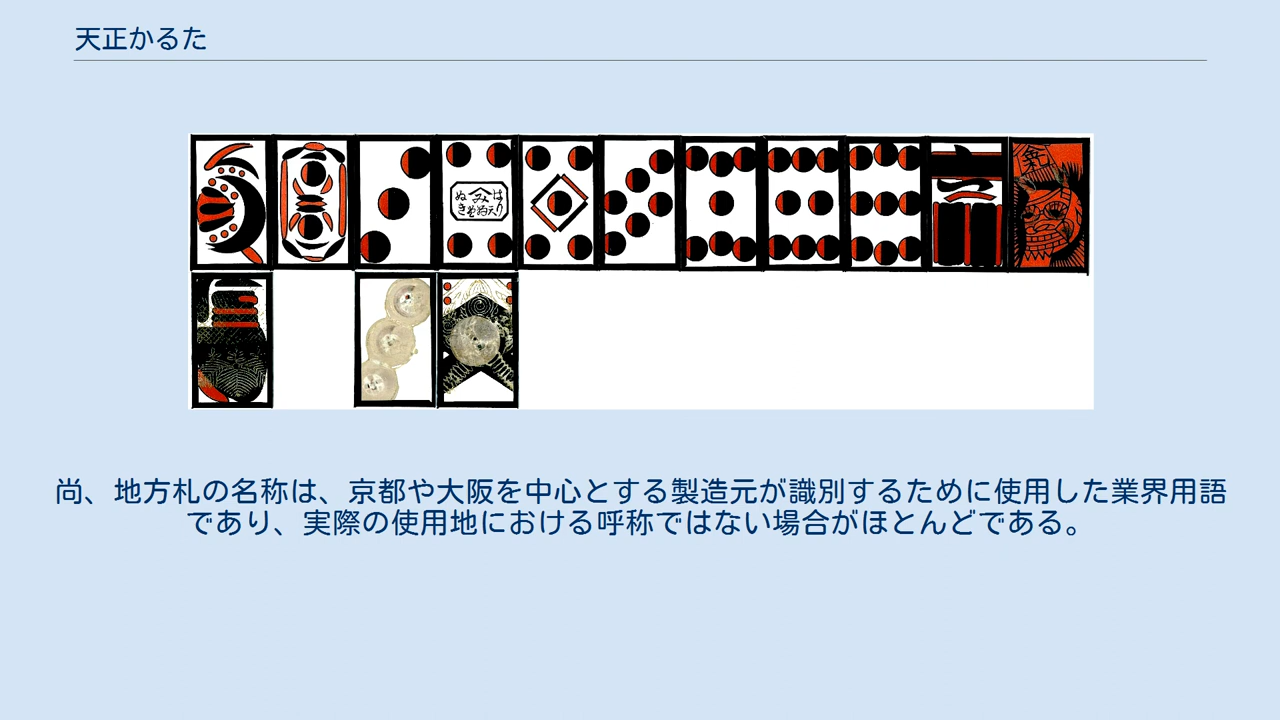 天正かるた
尚、地方札の名称は、京都や大阪を中心とする製造元が識別するために使用した業界用語
であり、実際の使用地における呼称ではない場合がほとんどである。